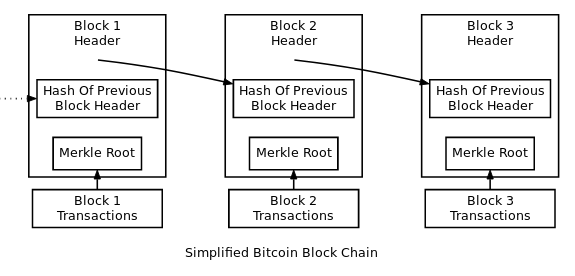 Block 1
Header
Hash Of Previous
Block Header
Merkle Root
Block 1
Transactions
Block 2
Header
Hash Of Previous
Block Header
Merkle Root
Block 2
Transactions
Block 3
Header
Hash Of Previous
Block Header
Merkle Root
Block 3
Transactions
Simplified Bitcoin Block Chain